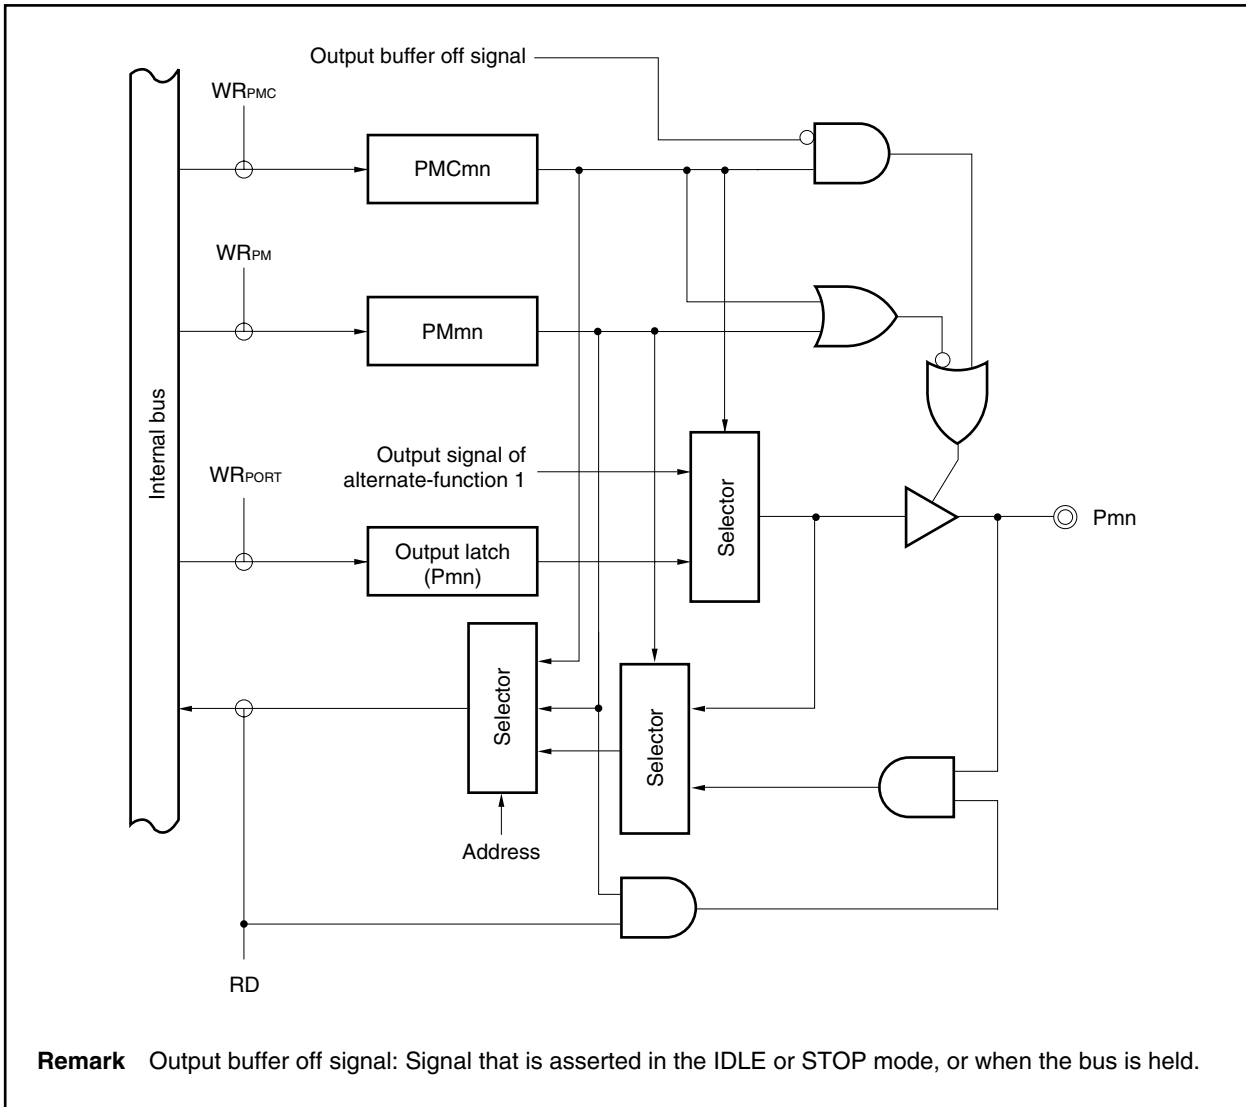 Output buffer off signal
WRPMC
PMCmn
WRPM
PMmn
Internal bus
Output signal of
alternate-function 1
Selector
WRPORT
Output latch
(Pmn)
Pmn
Selector
Selector
Address
RD
Remark Output buffer off signal: Signal that is asserted in the IDLE or STOP mode, or when the bus is held.